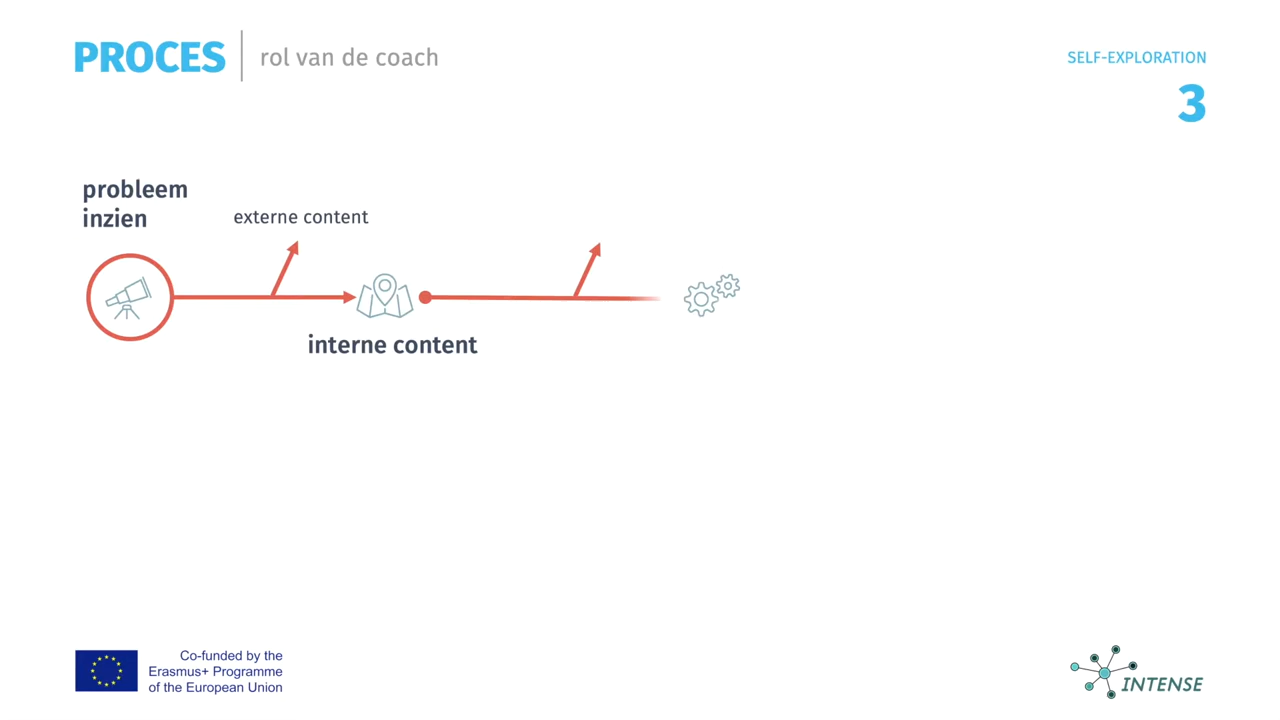 PROCES
rol van de coach
SELF-EXPLORATION
3
probleem
inzien
externe content
interne content
Co-funded by the
Erasmus+ Programme
of the European Union
INTENSE